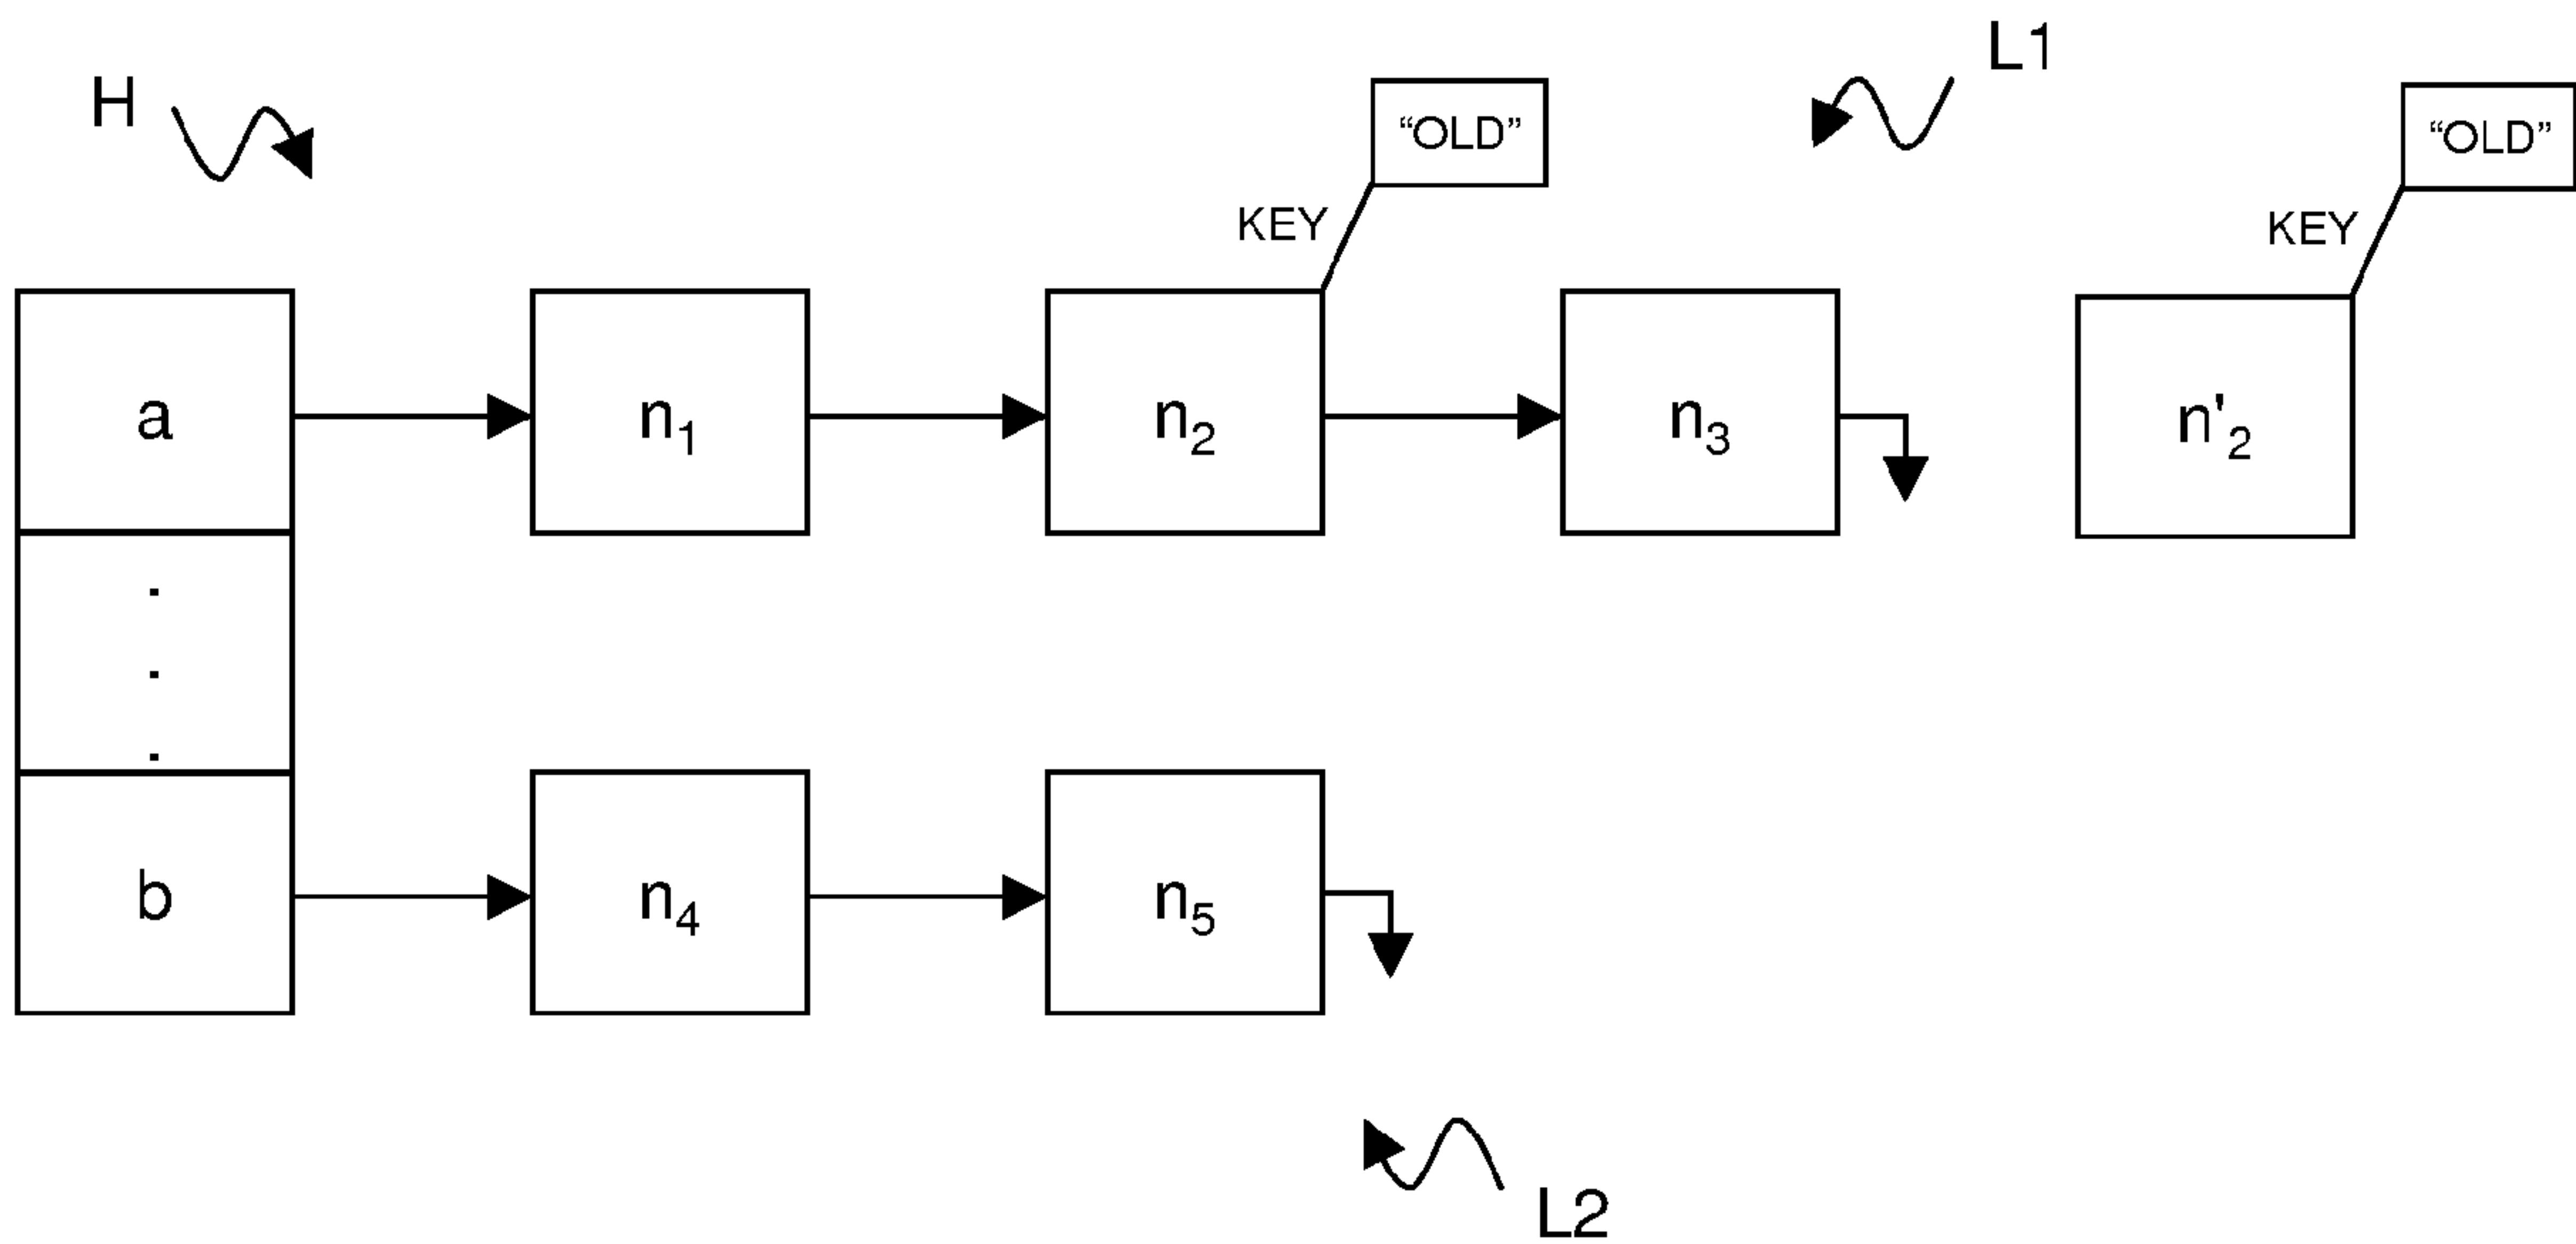 H
L1
“OLD”
“OLD”
KEY
KEY
a
n1
n2
n3
n'2
.
.
.
b
n4
n5
L2